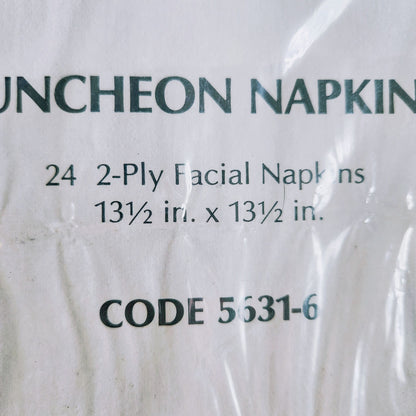 UNCHEON NAPKIN
24 2-Ply Facial Napkins
13½ in. x 13½ in.
CODE 5631-6